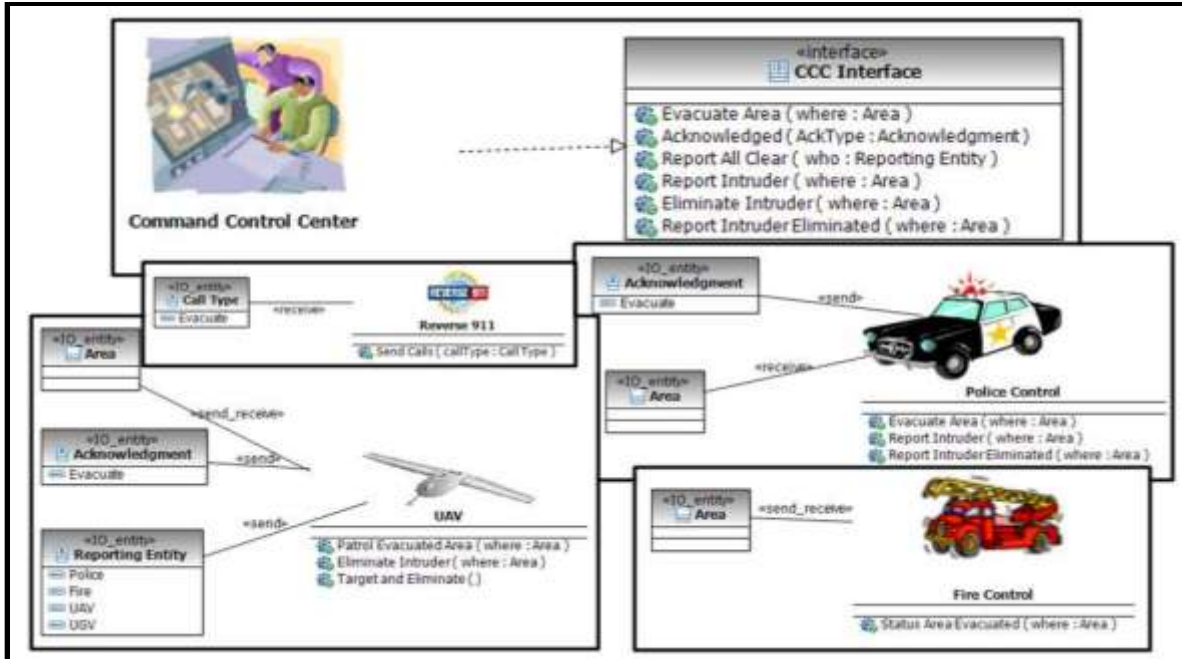 «interface»
CCC Interface
Evacuate Area ( where : Area )
Acknowledged ( AckType : Acknowledgment )
Report All Clear ( who : Reporting Entity )
Report Intruder ( where : Area )
Eliminate Intruder ( where : Area )
Report Intruder Eliminated ( where : Area )
Command Control Center
«IO_entity»
Call Type
Evacuate
«receive»
REVERSE 911
Reverse 911
Send Calls ( callType : Call Type )
«IO_entity»
Acknowledgment
Evacuate
«send»
«IO_entity»
Area
«receive»
Police Control
Evacuate Area ( where : Area )
Report Intruder ( where : Area )
Report Intruder Eliminated ( where : Area )
«IO_entity»
Area
«send_receive»
«IO_entity»
Acknowledgment
Evacuate
«send»
«IO_entity»
Reporting Entity
Police
Fire
UAV
UGV
«send»
UAV
Patrol Evacuated Area ( where : Area )
Eliminate Intruder ( where : Area )
Target and Eliminate ( )
«IO_entity»
Area
«send_receive»
Fire Control
Status Area Evacuated ( where : Area )